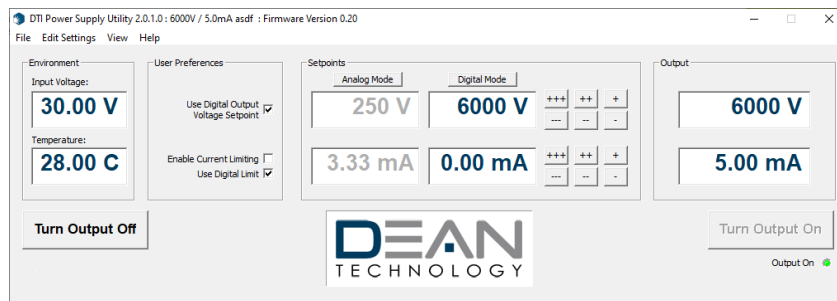 DTI Power Supply Utility 2.0.1.0 : 6000V / 5.0mA asdf : Firmware Version 0.20
File Edit Settings View Help
Environment
Input Voltage:
30.00 V
Temperature:
28.00 C
User Preferences
Use Digital Output
Voltage Setpoint
Enable Current Limiting
Use Digital Limit
Setpoints
Analog Mode Digital Mode
250 V 6000 V +++ ++ +
--- -- -
3.33 mA 0.00 mA +++ ++ +
--- -- -
Output
6000 V
5.00 mA
Turn Output Off
DEAN
TECHNOLOGY
Turn Output On
Output On